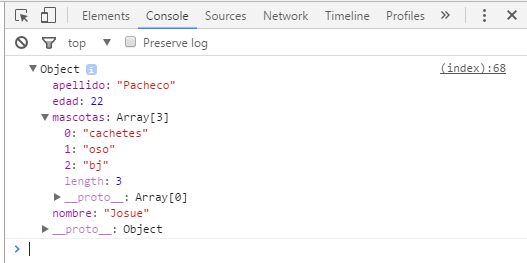 Elements Console Sources Network Timeline Profiles »
top Preserve log
Object i (index):68
apellido: "Pacheco"
edad: 22
mascotas: Array[3]
0: "cachetes"
1: "oso"
2: "bj"
length: 3
__proto__: Array[0]
nombre: "Josue"
__proto__: Object
>